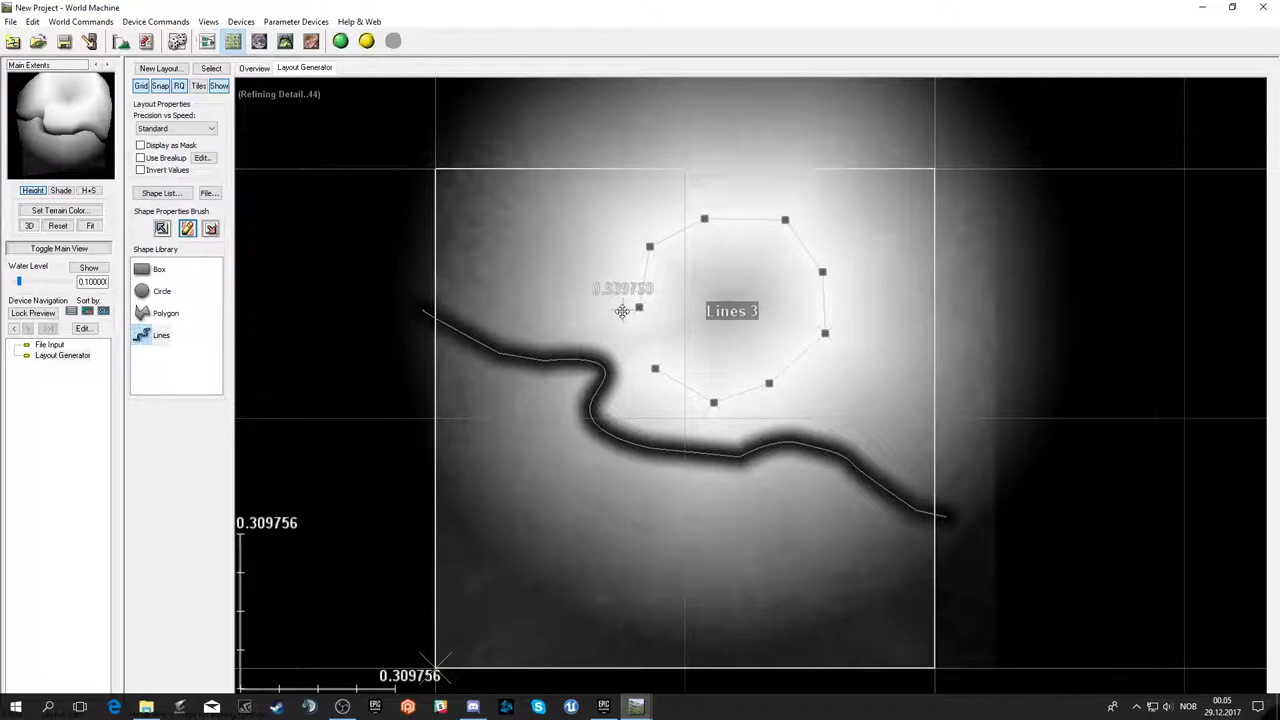 New Project - World Machine
File Edit World Commands Device Commands Views Devices Parameter Devices Help & Web
Main Extents
New Layout... Select
Overview Layout Generator
Grid Snap RQ Tiles Show
(Refining Detail..44)
Layout Properties
Precision vs Speed:
Standard
Display as Mask
Use Breakup Edit..
Invert Values
Height Shade H+S
Shape List... File...
Set Terrain Color...
Shape Properties Brush
3D Reset Fit
Toggle Main View
Shape Library
Water Level Show
Box
0.10000
Circle
Device Navigation Sort by:
Lock Preview
Polygon
Edit...
Lines
File Input
Layout Generator
Lines 3
0.309756
0.309756
NOB
00.05
29.12.2017
EPIC
EPIC